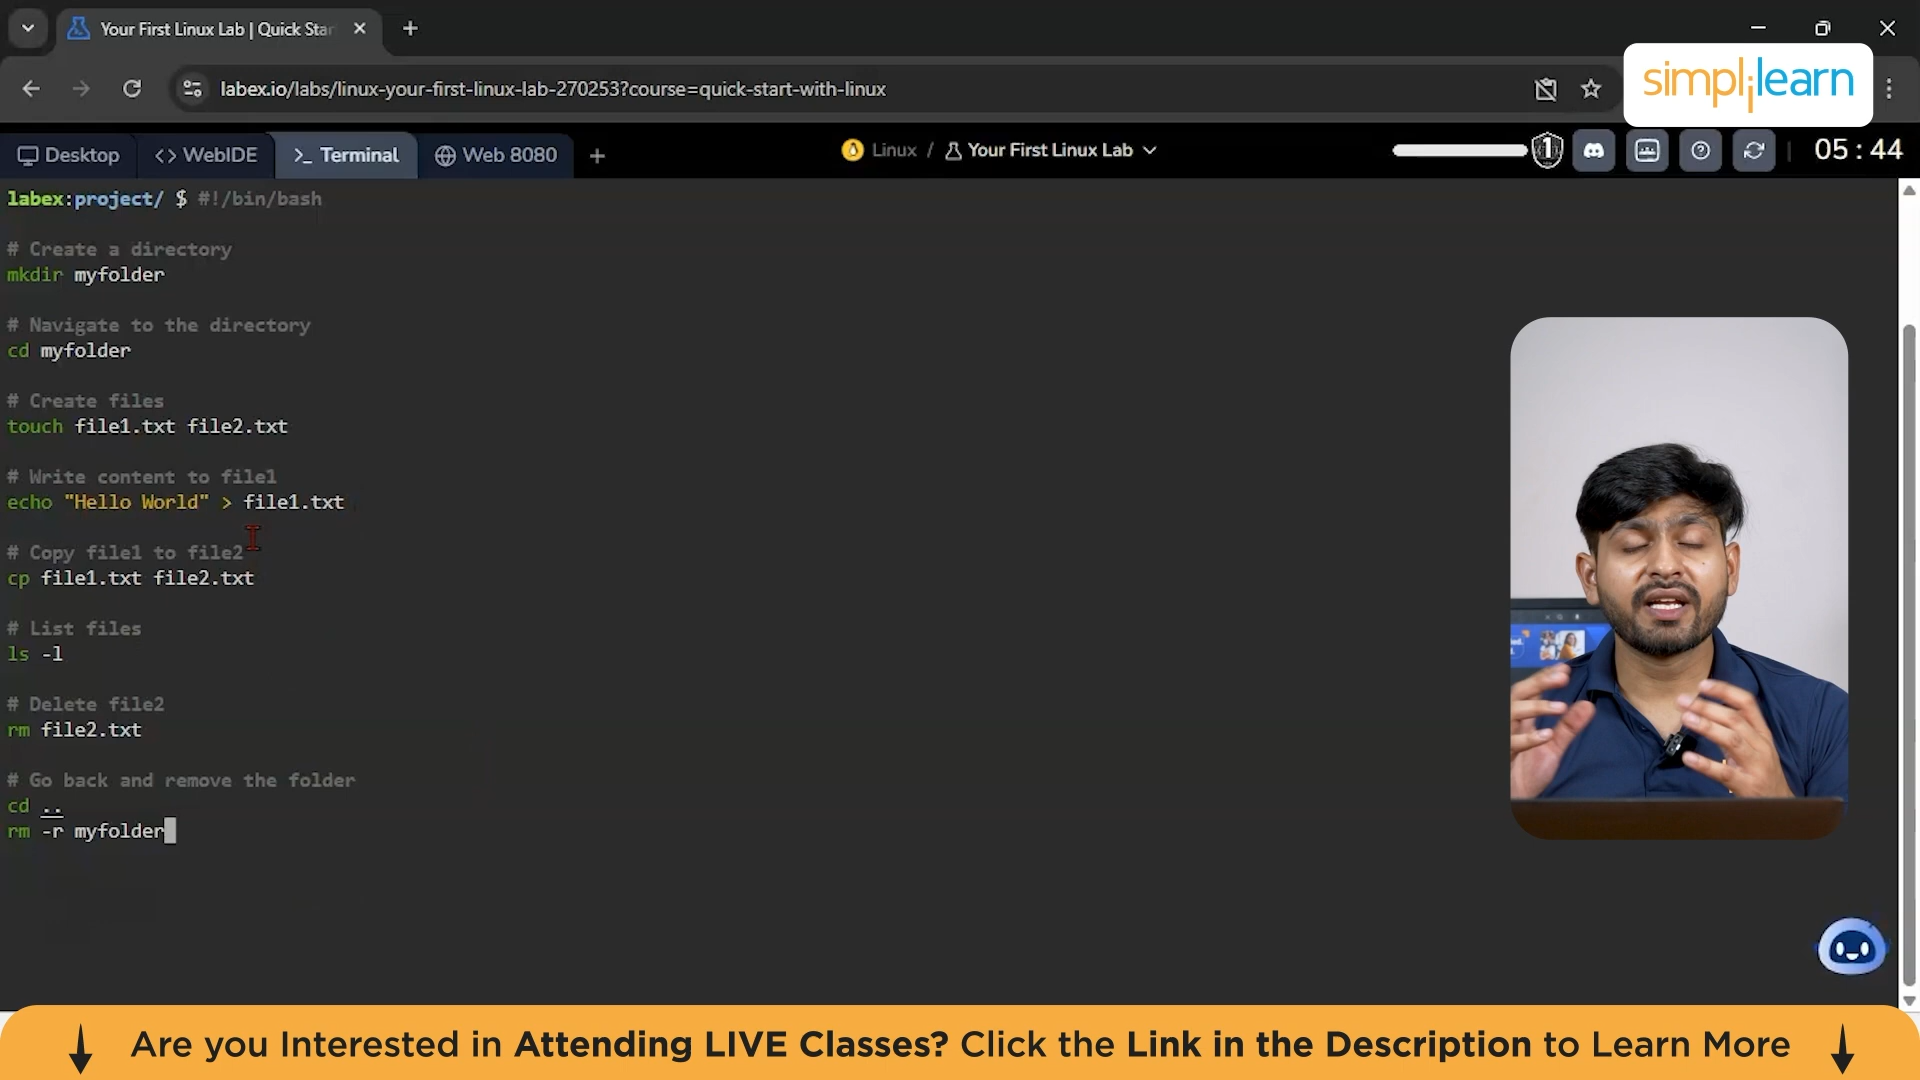 Your First Linux Lab | Quick Star
labex.io/labs/linux-your-first-linux-lab-270253?course=quick-start-with-linux
simplilearn
Desktop
<> WebIDE
>_ Terminal
Web 8080
Linux / Your First Linux Lab
1
05 : 44
labex:project/ $ #!/bin/bash
# Create a directory
mkdir myfolder
# Navigate to the directory
cd myfolder
# Create files
touch file1.txt file2.txt
# Write content to file1
echo "Hello World" > file1.txt
# Copy file1 to file2
cp file1.txt file2.txt
# List files
ls -l
# Delete file2
rm file2.txt
# Go back and remove the folder
cd ..
rm -r myfolder
Are you Interested in Attending LIVE Classes? Click the Link in the Description to Learn More